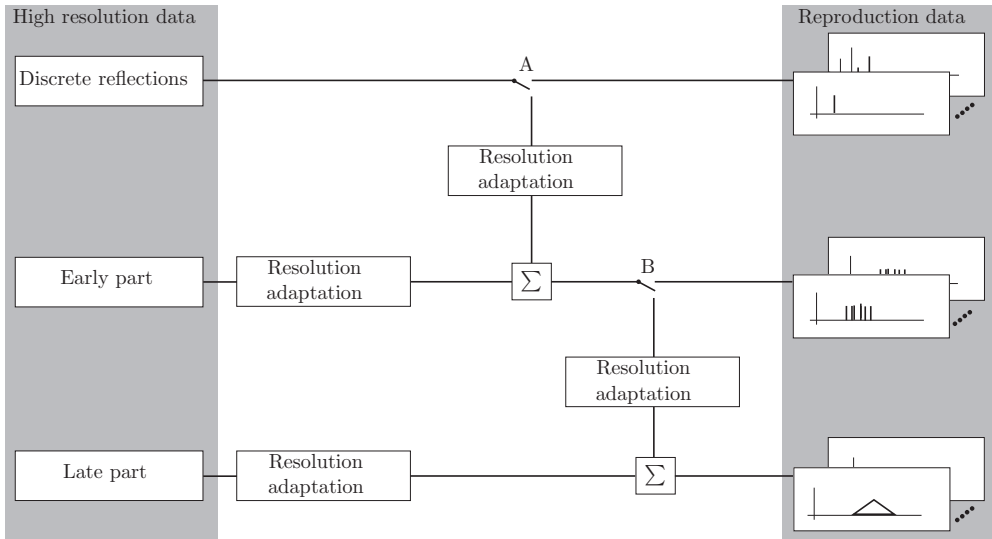 High resolution data
Reproduction data
Discrete reflections
A
Resolution
adaptation
Early part
Resolution
adaptation
Σ
B
Resolution
adaptation
Late part
Resolution
adaptation
Σ